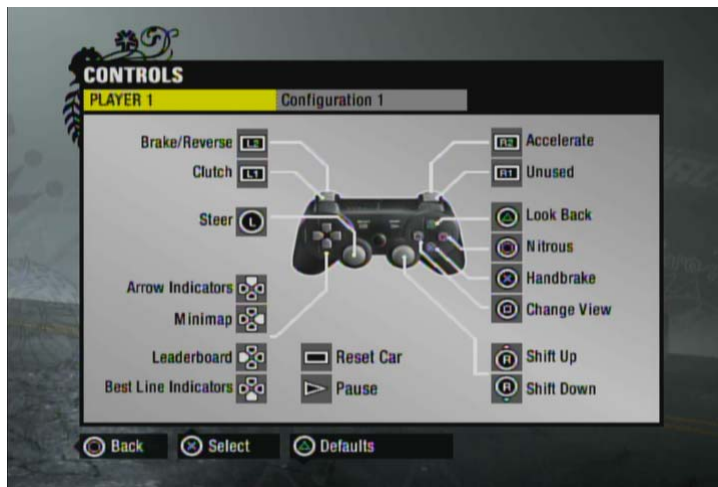 CONTROLS
PLAYER 1 Configuration 1
Brake/Reverse L2
Clutch L1
Steer L
Arrow Indicators
Minimap
Leaderboard
Best Line Indicators
R2 Accelerate
R1 Unused
Look Back
Nitrous
Handbrake
Change View
R Shift Up
R Shift Down
Reset Car
Pause
Back Select Defaults